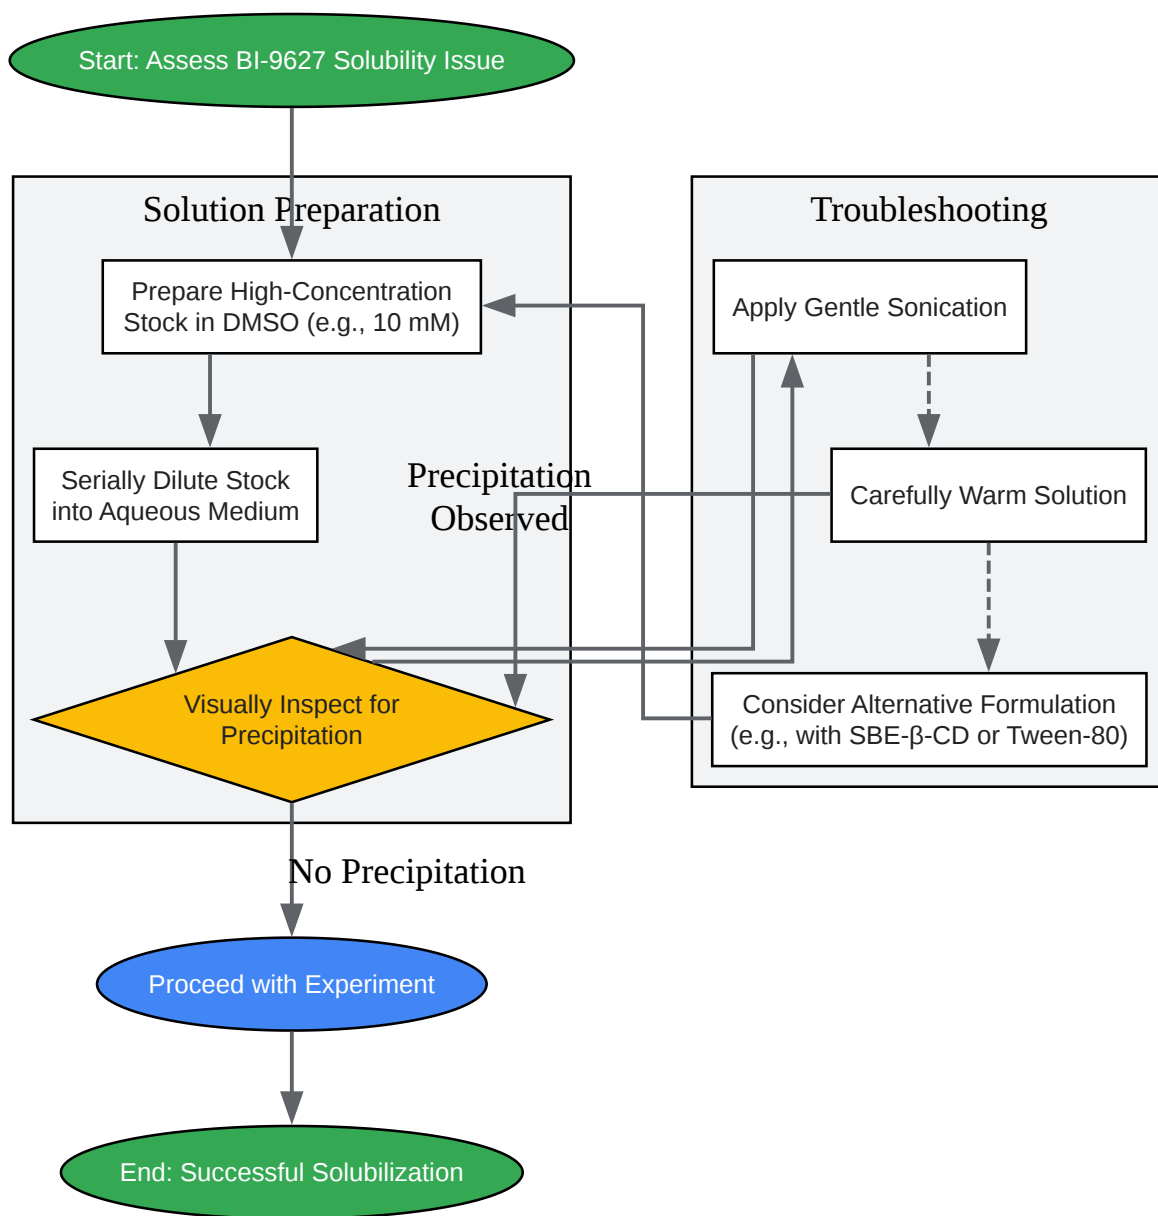 Start: Assess BI-9627 Solubility Issue
Solution Preparation
Prepare High-Concentration
Stock in DMSO (e.g., 10 mM)
Serially Dilute Stock
into Aqueous Medium
Precipitation
Observed
Visually Inspect for
Precipitation
Troubleshooting
Apply Gentle Sonication
Carefully Warm Solution
Consider Alternative Formulation
(e.g., with SBE-β-CD or Tween-80)
No Precipitation
Proceed with Experiment
End: Successful Solubilization